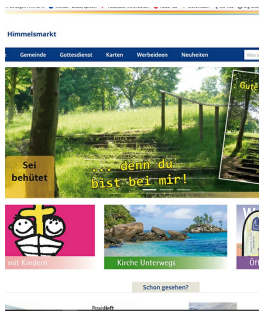 Himmelsmarkt
Gemeinde Gottesdienst Karten Werbeideen Neuheiten
Gut
Sei
behütet
... denn du
bist bei mir!
mit Kindern
Kirche Unterwegs
Schon gesehen?